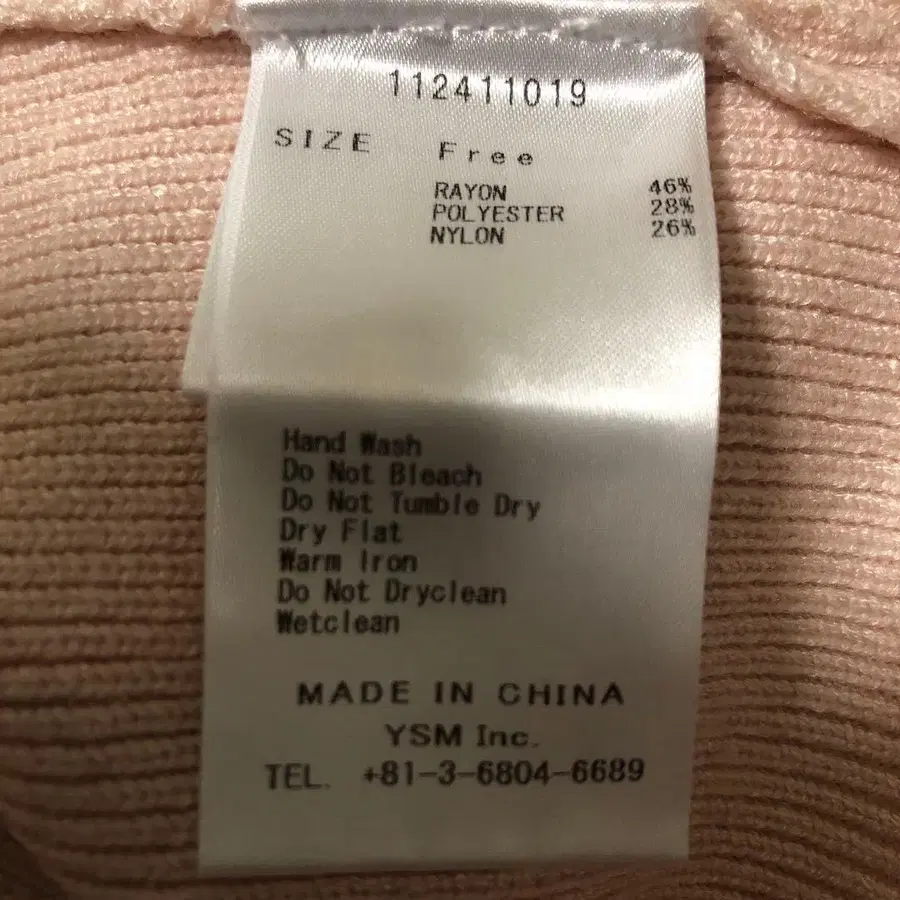 112411019
SIZE Free
RAYON 46%
POLYESTER 28%
NYLON 26%
Hand Wash
Do Not Bleach
Do Not Tumble Dry
Dry Flat
Warm Iron
Do Not Dryclean
Wetclean
MADE IN CHINA
YSM Inc.
TEL. +81-3-6804-6689